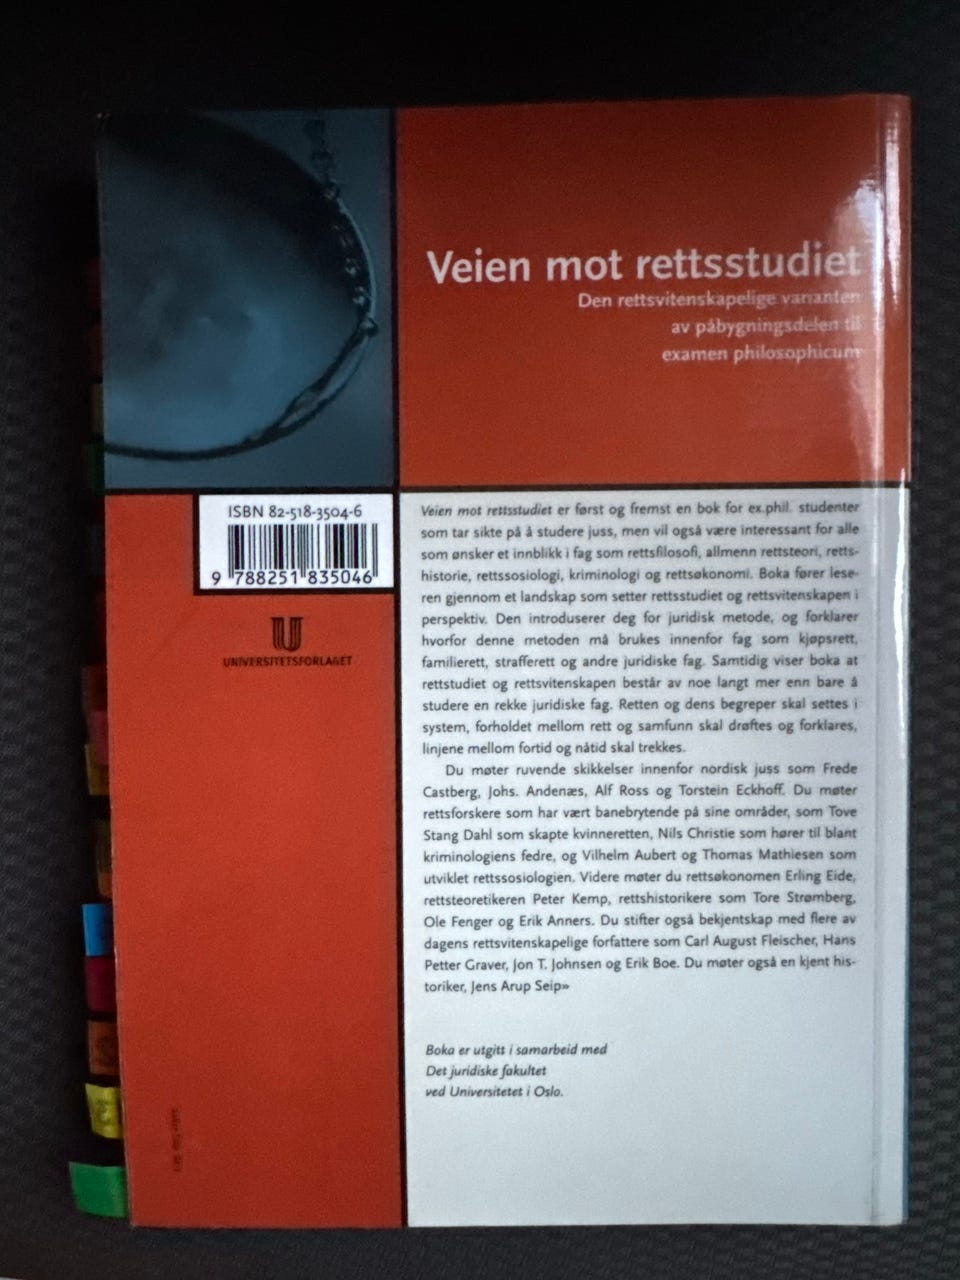 Veien mot rettsstudiet
Den rettsvitenskapelige varianten
av påbygningsdelen til
examen philosophicum
ISBN 82-518-3504-6
9 788251 835046
UNIVERSITETSFORLAGET
Veien mot rettsstudiet er først og fremst en bok for ex.phil. studenter
som tar sikte på å studere juss, men vil også være interessant for alle
som ønsker et innblikk i fag som rettsfilosofi, allmenn rettsteori, retts-
historie, rettssosiologi, kriminologi og rettsøkonomi. Boka fører lese-
ren gjennom et landskap som setter rettsstudiet og rettsvitenskapen i
perspektiv. Den introduserer deg for juridisk metode, og forklarer
hvorfor denne metoden må brukes innenfor fag som kjøpsrett,
familierett, strafferett og andre juridiske fag. Samtidig viser boka at
rettstudiet og rettsvitenskapen består av noe langt mer enn bare å
studere en rekke juridiske fag. Retten og dens begreper skal settes i
system, forholdet mellom rett og samfunn skal drøftes og forklares,
linjene mellom fortid og nåtid skal trekkes.
Du møter ruvende skikkelser innenfor nordisk juss som Frede
Castberg, Johs. Andenæs, Alf Ross og Torstein Eckhoff. Du møter
rettsforskere som har vært banebrytende på sine områder, som Tove
Stang Dahl som skapte kvinneretten, Nils Christie som hører til blant
kriminologiens fedre, og Vilhelm Aubert og Thomas Mathiesen som
utviklet rettssosiologien. Videre møter du rettsøkonomen Erling Eide,
rettsteoretikeren Peter Kemp, rettshistorikere som Tore Strømberg,
Ole Fenger og Erik Anners. Du stifter også bekjentskap med flere av
dagens rettsvitenskapelige forfattere som Carl August Fleischer, Hans
Petter Graver, Jon T. Johnsen og Erik Boe. Du møter også en kjent his-
toriker, Jens Arup Seip»
Boka er utgitt i samarbeid med
Det juridiske fakultet
ved Universitetet i Oslo.